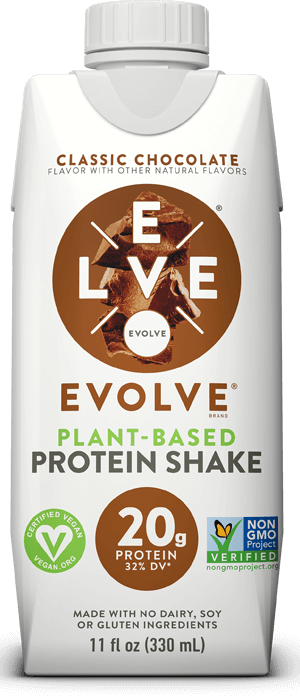 CLASSIC CHOCOLATE
FLAVOR WITH OTHER NATURAL FLAVORS
E
LVE
EVOLVE
EVOLVE®
BRAND
PLANT-BASED
PROTEIN SHAKE
CERTIFIED VEGAN
V
VEGAN.ORG
20g
PROTEIN
32% DV*
NON
GMO
Project
VERIFIED
nongmoproject.org
MADE WITH NO DAIRY, SOY
OR GLUTEN INGREDIENTS
11 fl oz (330 mL)